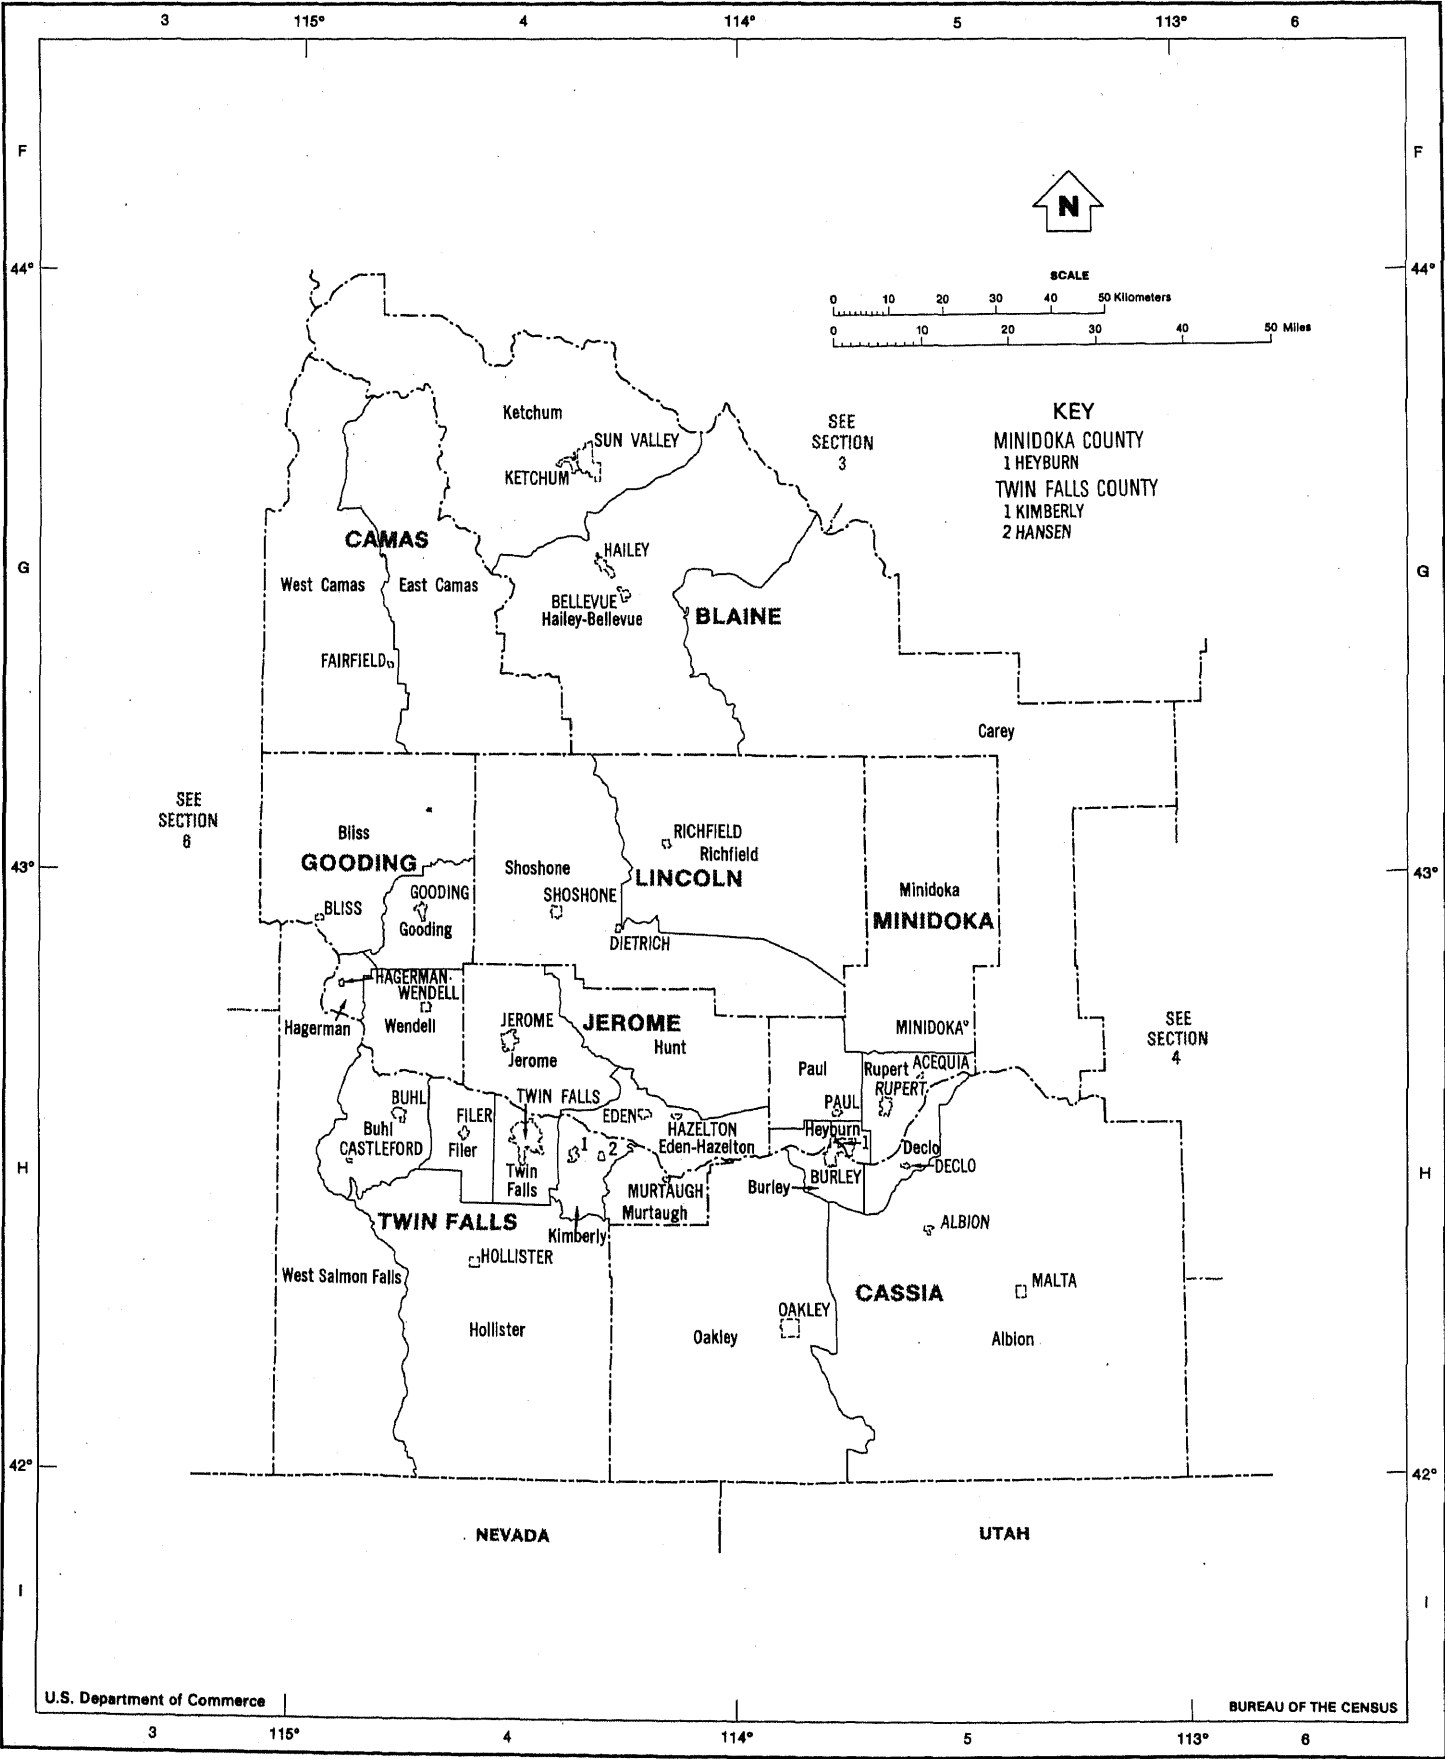 3 115° 4 114° 5 113° 6
F F
N
44° 44°
SCALE
0 10 20 30 40 50 Kilometers
0 10 20 30 40 50 Miles
Ketchum
SUN VALLEY
KETCHUM
SEE
SECTION
3
KEY
MINIDOKA COUNTY
1 HEYBURN
TWIN FALLS COUNTY
1 KIMBERLY
2 HANSEN
CAMAS
HAILEY
G G
West Camas East Camas
BELLEVUE
Hailey-Bellevue
BLAINE
FAIRFIELD
Carey
SEE
SECTION
6
Bliss
GOODING
RICHFIELD
Richfield
43° 43°
Shoshone
LINCOLN
GOODING
SHOSHONE
Minidoka
MINIDOKA
BLISS
Gooding
DIETRICH
HAGERMAN
WENDELL
Hagerman
Wendell
JEROME
JEROME
Jerome
Hunt
MINIDOKA
SEE
SECTION
4
Paul
Rupert
ACEQUIA
RUPERT
BUHL
TWIN FALLS
PAUL
Buhl
FILER
EDEN
HAZELTON
Heyburn
CASTLEFORD
Filer
1
2
Eden-Hazelton
1
Declo
DECLO
H H
Twin
Falls
MURTAUGH
Murtaugh
Burley
BURLEY
TWIN FALLS
Kimberly
ALBION
HOLLISTER
West Salmon Falls
CASSIA
MALTA
OAKLEY
Hollister
Oakley
Albion
42° 42°
NEVADA
UTAH
I I
U.S. Department of Commerce
BUREAU OF THE CENSUS
3 115° 4 114° 5 113° 6